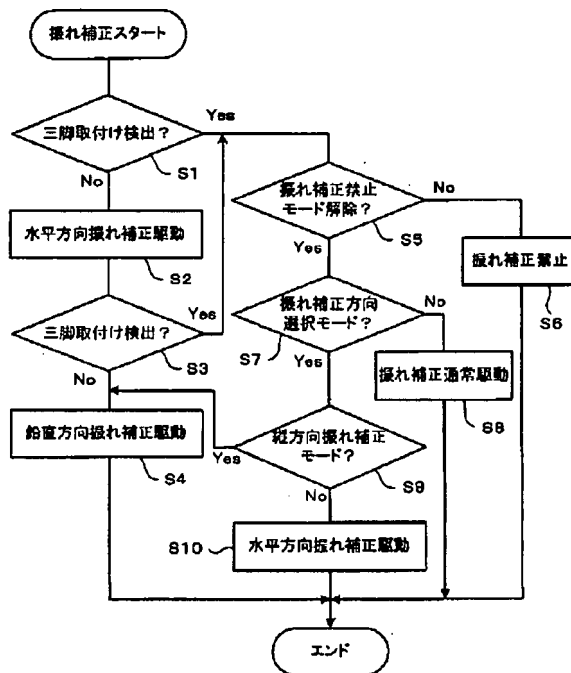 振れ補正スタート
三脚取付け検出?
Yes
S1
No
水平方向振れ補正駆動
S2
三脚取付け検出?
Yes
S3
No
鉛直方向振れ補正駆動
S4
振れ補正禁止
モード解除?
No
S5
Yes
振れ補正禁止
S6
振れ補正方向
選択モード?
No
S7
Yes
振れ補正通常駆動
S8
縦方向振れ補正
モード?
Yes
S9
No
S10
水平方向振れ補正駆動
エンド